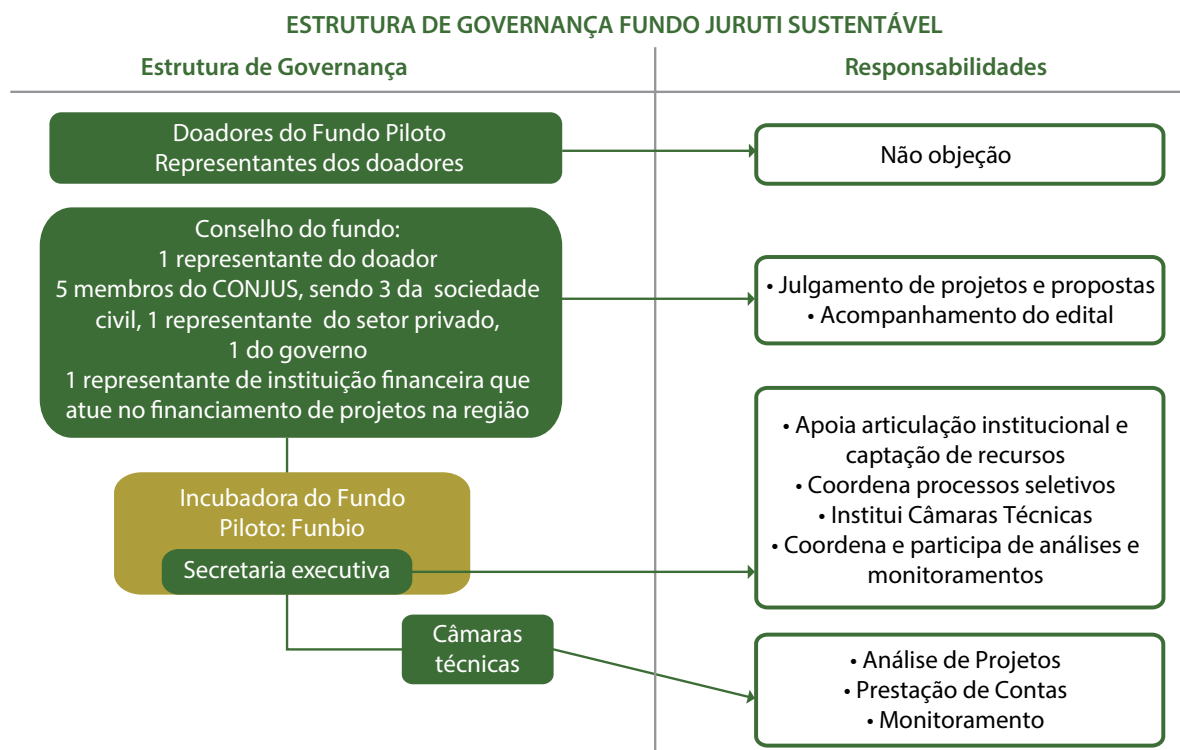 ESTRUTURA DE GOVERNANÇA FUNDO JURUTI SUSTENTÁVEL
Estrutura de Governança
Responsabilidades
Doadores do Fundo Piloto
Representantes dos doadores
Não objeção
Conselho do fundo:
1 representante do doador
5 membros do CONJUS, sendo 3 da sociedade
civil, 1 representante do setor privado,
1 do governo
1 representante de instituição financeira que
atue no financiamento de projetos na região
• Julgamento de projetos e propostas
• Acompanhamento do edital
Incubadora do Fundo
Piloto: Funbio
Secretaria executiva
• Apoia articulação institucional e
captação de recursos
• Coordena processos seletivos
• Institui Câmaras Técnicas
• Coordena e participa de análises e
monitoramentos
Câmaras
técnicas
• Análise de Projetos
• Prestação de Contas
• Monitoramento